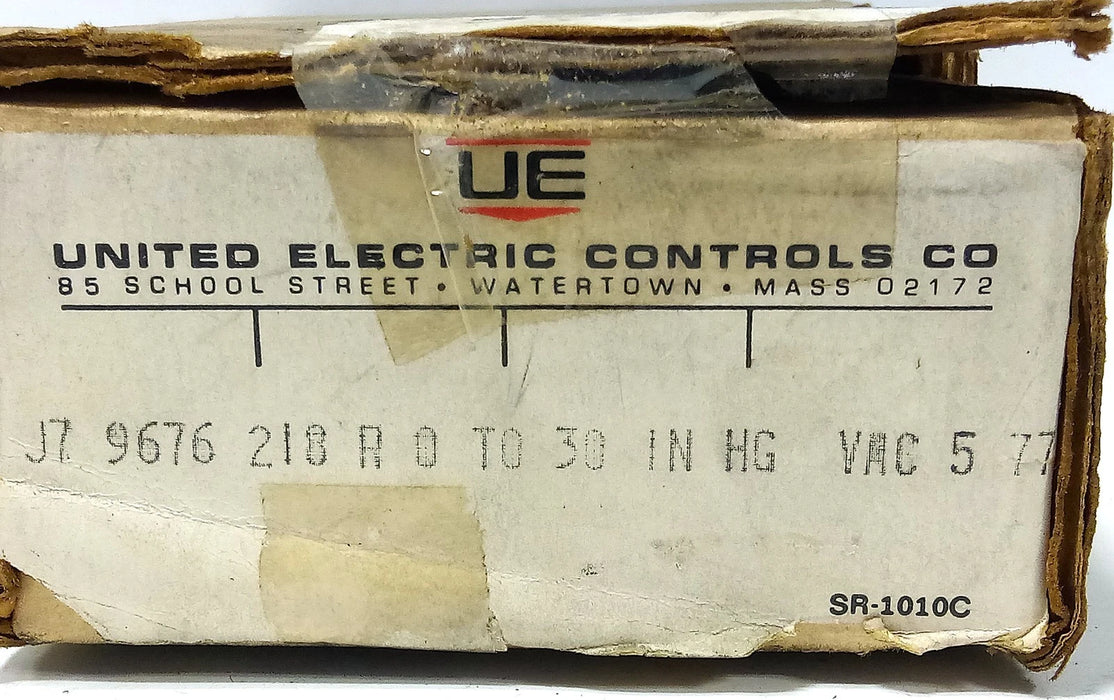 UE
UNITED ELECTRIC CONTROLS CO
85 SCHOOL STREET • WATERTOWN • MASS 02172
J7 9676 218 A 0 TO 30 IN HG VAC 5 77
SR-1010C